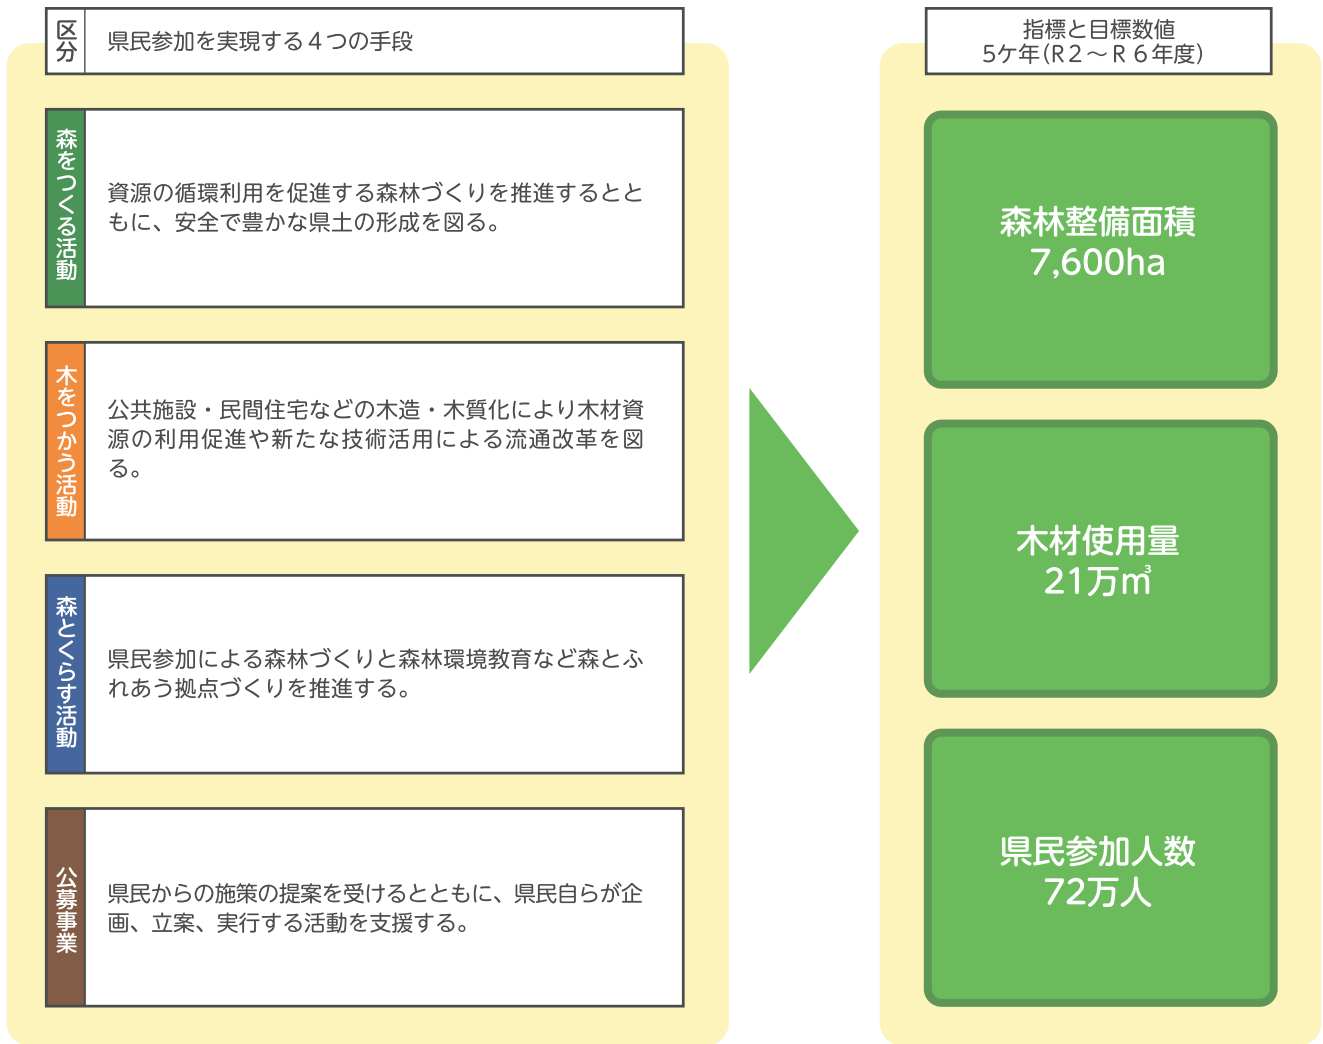 区分
県民参加を実現する４つの手段
森をつくる活動
資源の循環利用を促進する森林づくりを推進するとと
もに、安全で豊かな県土の形成を図る。
木をつかう活動
公共施設・民間住宅などの木造・木質化により木材資
源の利用促進や新たな技術活用による流通改革を図
る。
森とくらす活動
県民参加による森林づくりと森林環境教育など森とふ
れあう拠点づくりを推進する。
公募事業
県民からの施策の提案を受けるとともに、県民自らが企
画、立案、実行する活動を支援する。
指標と目標数値
5ケ年（R２～Ｒ６年度）
森林整備面積
7,600ha
木材使用量
21万㎥
県民参加人数
72万人